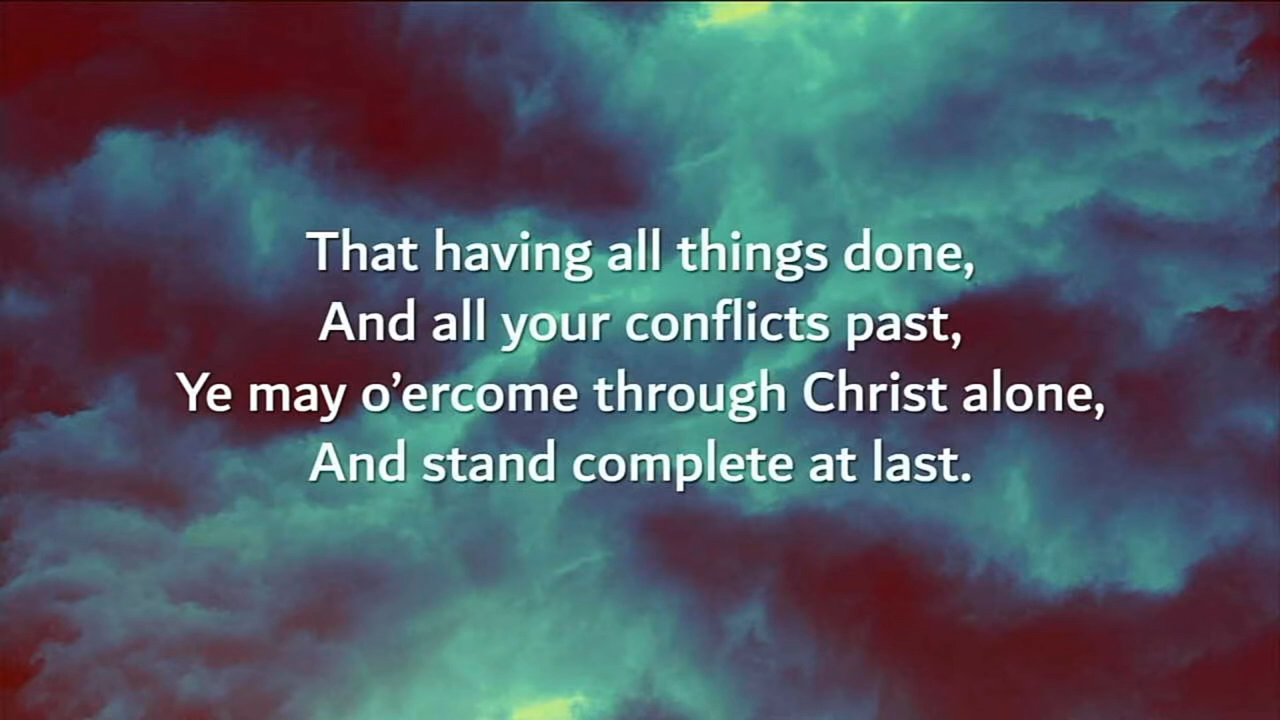 That having all things done,
And all your conflicts past,
Ye may o’ercome through Christ alone,
And stand complete at last.